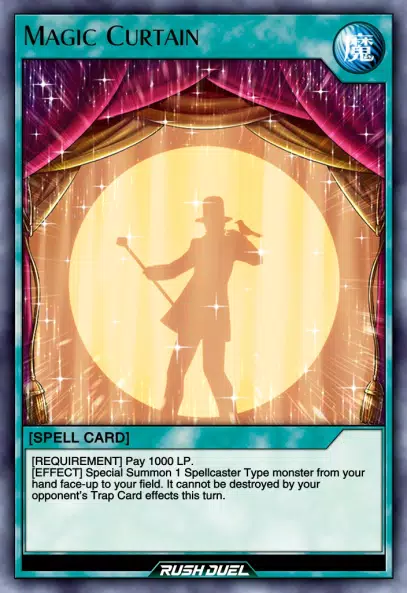 MAGIC CURTAIN
魔
[SPELL CARD]
[REQUIREMENT] Pay 1000 LP.
[EFFECT] Special Summon 1 Spellcaster Type monster from your
hand face-up to your field. It cannot be destroyed by your
opponent's Trap Card effects this turn.
RUSH DUEL